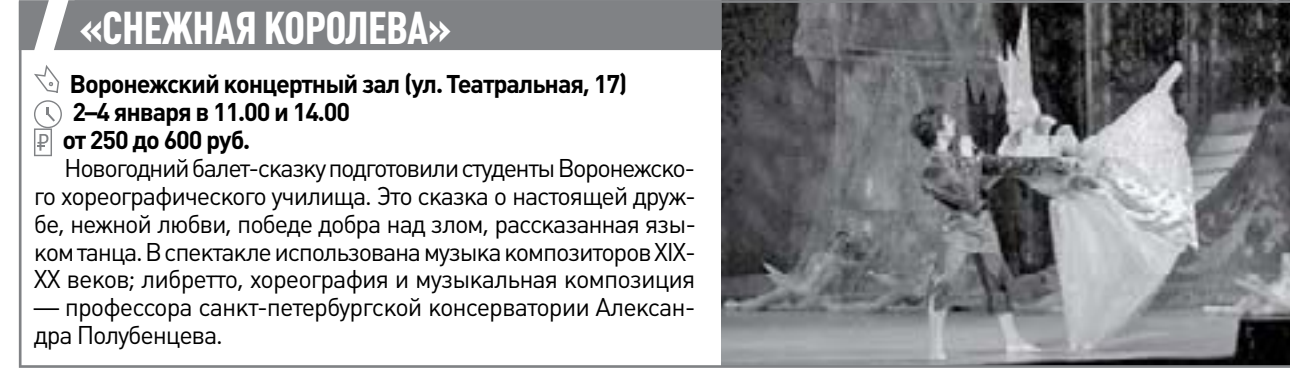 «СНЕЖНАЯ КОРОЛЕВА»
Воронежский концертный зал (ул. Театральная, 17)
2–4 января в 11.00 и 14.00
₽ от 250 до 600 руб.
Новогодний балет-сказку подготовили студенты Воронежско-
го хореографического училища. Это сказка о настоящей друж-
бе, нежной любви, победе добра над злом, рассказанная язы-
ком танца. В спектакле использована музыка композиторов XIX-
XX веков; либретто, хореография и музыкальная композиция
— профессора санкт-петербургской консерватории Алексан-
дра Полубенцева.